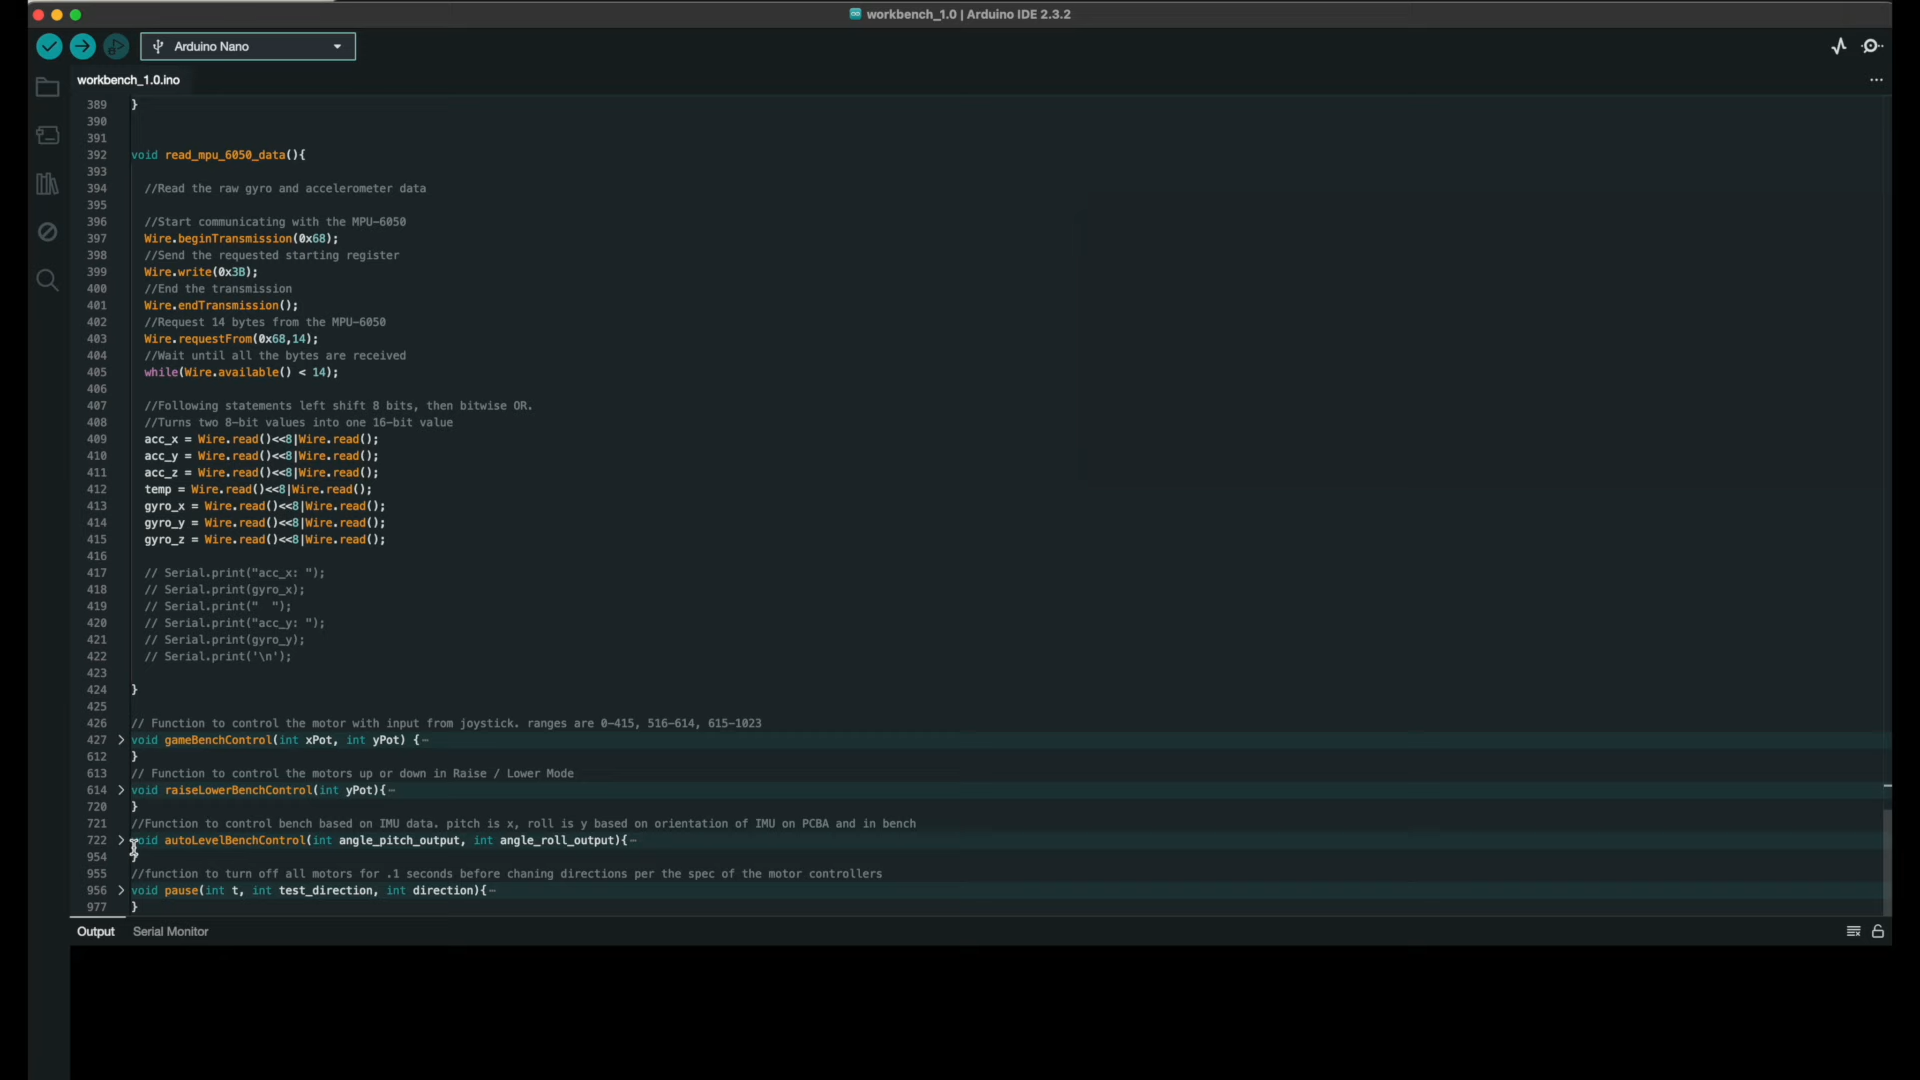 workbench_1.0 | Arduino IDE 2.3.2
Arduino Nano
workbench_1.0.ino
389 }
390
391
392 void read_mpu_6050_data(){
393
394 //Read the raw gyro and accelerometer data
395
396 //Start communicating with the MPU-6050
397 Wire.beginTransmission(0x68);
398 //Send the requested starting register
399 Wire.write(0x3B);
400 //End the transmission
401 Wire.endTransmission();
402 //Request 14 bytes from the MPU-6050
403 Wire.requestFrom(0x68,14);
404 //Wait until all the bytes are received
405 while(Wire.available() < 14);
406
407 //Following statements left shift 8 bits, then bitwise OR.
408 //Turns two 8-bit values into one 16-bit value
409 acc_x = Wire.read()<<8|Wire.read();
410 acc_y = Wire.read()<<8|Wire.read();
411 acc_z = Wire.read()<<8|Wire.read();
412 temp = Wire.read()<<8|Wire.read();
413 gyro_x = Wire.read()<<8|Wire.read();
414 gyro_y = Wire.read()<<8|Wire.read();
415 gyro_z = Wire.read()<<8|Wire.read();
416
417 // Serial.print("acc_x: ");
418 // Serial.print(gyro_x);
419 // Serial.print("  ");
420 // Serial.print("acc_y: ");
421 // Serial.print(gyro_y);
422 // Serial.print('\n');
423
424 }
425
426 // Function to control the motor with input from joystick. ranges are 0-415, 516-614, 615-1023
427 void gameBenchControl(int xPot, int yPot) {
612 }
613 // Function to control the motors up or down in Raise / Lower Mode
614 void raiseLowerBenchControl(int yPot){
720 }
721 //Function to control bench based on IMU data. pitch is x, roll is y based on orientation of IMU on PCBA and in bench
722 void autoLevelBenchControl(int angle_pitch_output, int angle_roll_output){
954 }
955 //function to turn off all motors for .1 seconds before chaning directions per the spec of the motor controllers
956 void pause(int t, int test_direction, int direction){
977 }
Output Serial Monitor